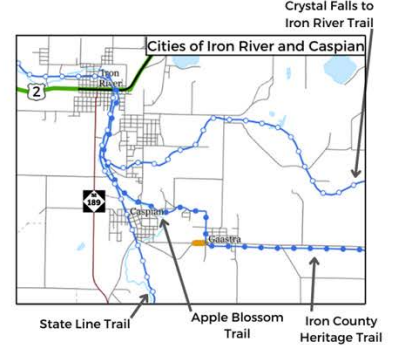 Crystal Falls to
Iron River Trail
Cities of Iron River and Caspian
Iron
River
2
M
189
Caspian
Gaastra
State Line Trail
Apple Blossom
Trail
Iron County
Heritage Trail